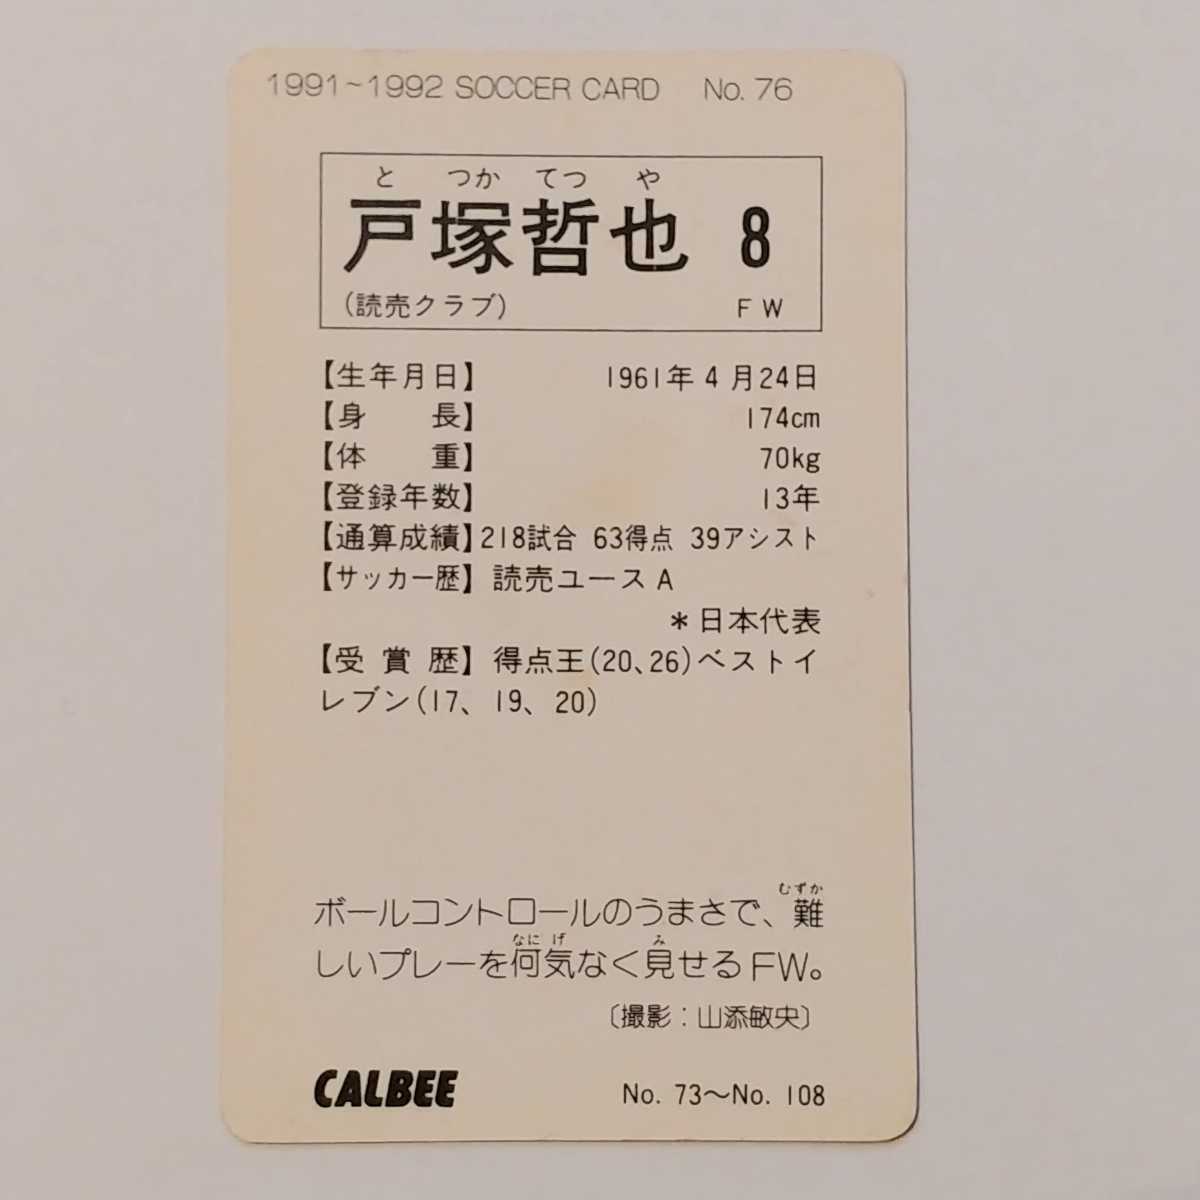 1991~1992 SOCCER CARD No. 76
と つか てつ や
戸塚哲也 8
(読売クラブ) FW
【生年月日】 1961年4月24日
【身 長】 174cm
【体 重】 70kg
【登録年数】 13年
【通算成績】218試合 63得点 39アシスト
【サッカー歴】 読売ユースA
*日本代表
【受賞歴】 得点王(20、26)ベストイ
レブン(17、19、20)
むずか
ボールコントロールのうまさで、難
なに げ み
しいプレーを何気なく見せるFW。
〔撮影:山添敏央〕
CALBEE No. 73〜No. 108